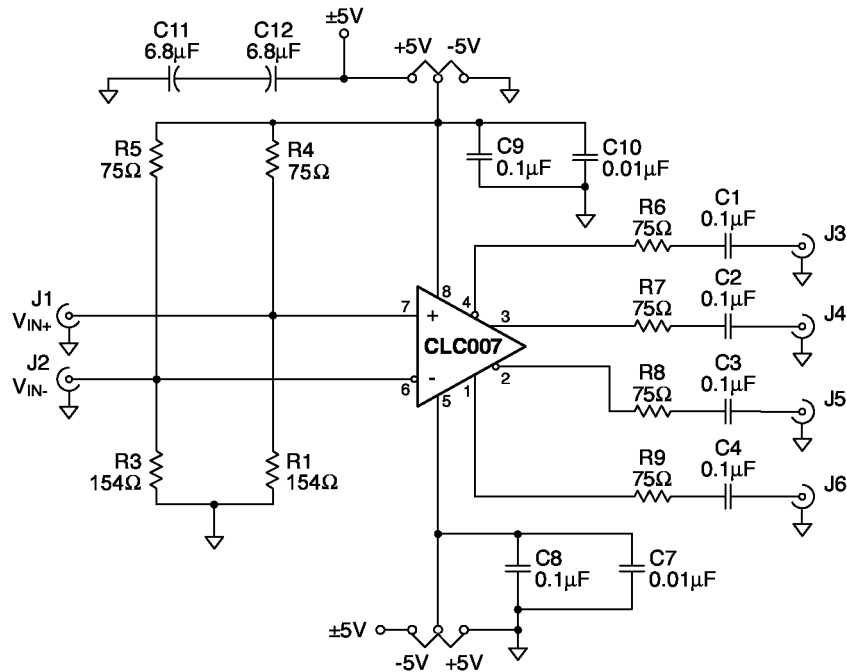 ±5V
C11
6.8µF
C12
6.8µF
+5V
-5V
R5
75Ω
R4
75Ω
C9
0.1µF
C10
0.01µF
R6
75Ω
C1
0.1µF
J3
J1
VIN+
7
+
8
4
3
R7
75Ω
C2
0.1µF
J4
CLC007
J2
VIN-
6
-
5
1
2
R8
75Ω
C3
0.1µF
J5
R3
154Ω
R1
154Ω
R9
75Ω
C4
0.1µF
J6
C8
0.1µF
C7
0.01µF
±5V
-5V
+5V